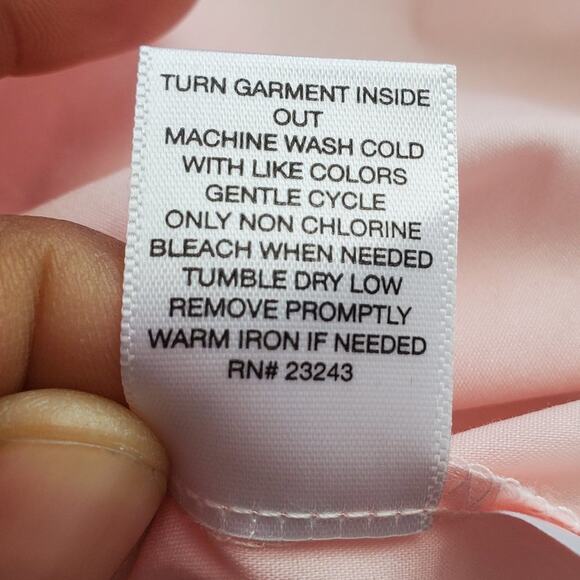 TURN GARMENT INSIDE
OUT
MACHINE WASH COLD
WITH LIKE COLORS
GENTLE CYCLE
ONLY NON CHLORINE
BLEACH WHEN NEEDED
TUMBLE DRY LOW
REMOVE PROMPTLY
WARM IRON IF NEEDED
RN# 23243